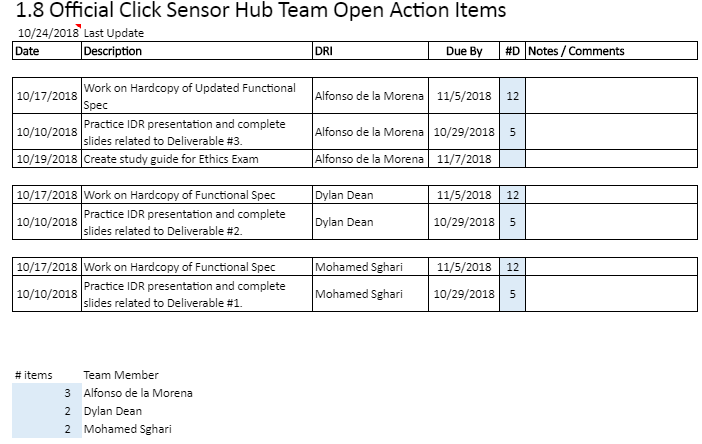 1.8 Official Click Sensor Hub Team Open Action Items
10/24/2018 Last Update
Date Description DRI Due By #D Notes / Comments
10/17/2018 Work on Hardcopy of Updated Functional Spec Alfonso de la Morena 11/5/2018 12
10/10/2018 Practice IDR presentation and complete slides related to Deliverable #3. Alfonso de la Morena 10/29/2018 5
10/19/2018 Create study guide for Ethics Exam Alfonso de la Morena 11/7/2018
10/17/2018 Work on Hardcopy of Functional Spec Dylan Dean 11/5/2018 12
10/10/2018 Practice IDR presentation and complete slides related to Deliverable #2. Dylan Dean 10/29/2018 5
10/17/2018 Work on Hardcopy of Functional Spec Mohamed Sghari 11/5/2018 12
10/10/2018 Practice IDR presentation and complete slides related to Deliverable #1. Mohamed Sghari 10/29/2018 5
# items Team Member
3 Alfonso de la Morena
2 Dylan Dean
2 Mohamed Sghari